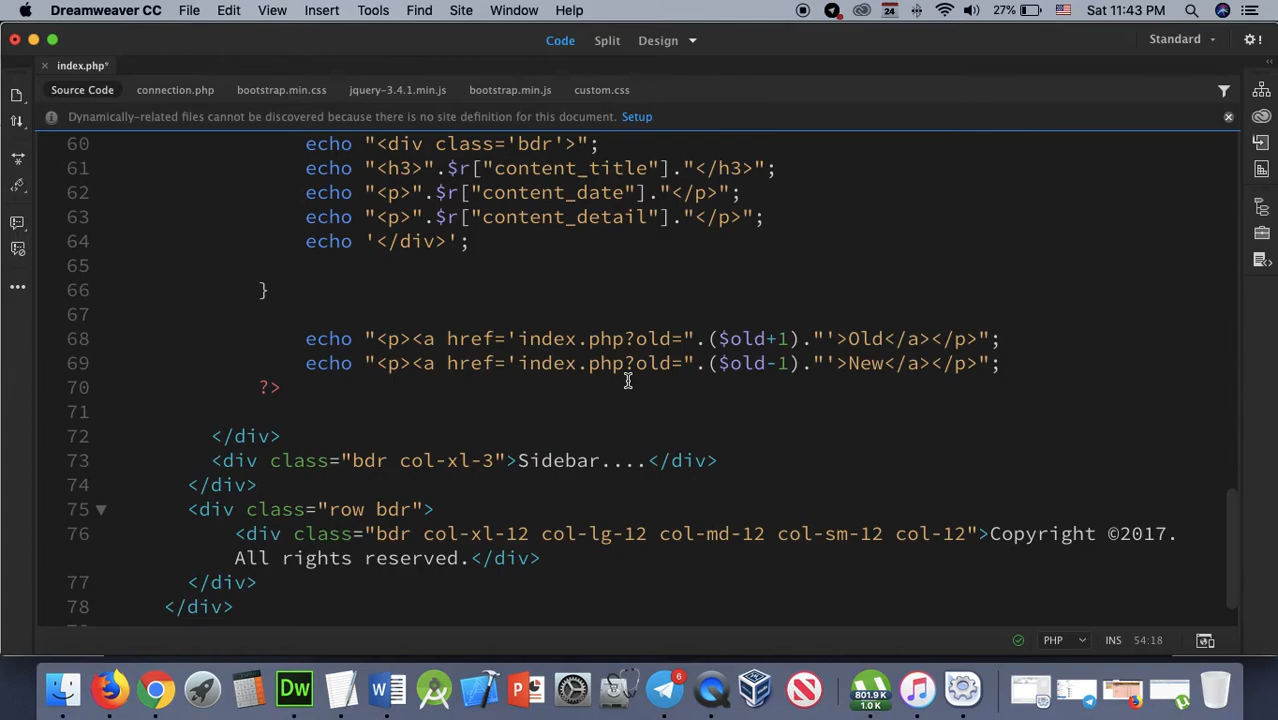 Dreamweaver CC File Edit View Insert Tools Find Site Window Help 24 27% Sat 11:43 PM
Code Split Design Standard
index.php*
Source Code connection.php bootstrap.min.css jquery-3.4.1.min.js bootstrap.min.js custom.css
Dynamically-related files cannot be discovered because there is no site definition for this document. Setup
60 echo "<div class='bdr'>";
61 echo "<h3>".$r["content_title"]."</h3>";
62 echo "<p>".$r["content_date"]."</p>";
63 echo "<p>".$r["content_detail"]."</p>";
64 echo '</div>';
65
66 }
67
68 echo "<p><a href='index.php?old=".($old+1)."'>Old</a></p>";
69 echo "<p><a href='index.php?old=".($old-1)."'>New</a></p>";
70 ?>
71
72 </div>
73 <div class="bdr col-xl-3">Sidebar....</div>
74 </div>
75 <div class="row bdr">
76 <div class="bdr col-xl-12 col-lg-12 col-md-12 col-sm-12 col-12">Copyright ©2017.
All rights reserved.</div>
77 </div>
78 </div>
PHP INS 54:18
Dw W P 6 N 801.9 K
1.0 K